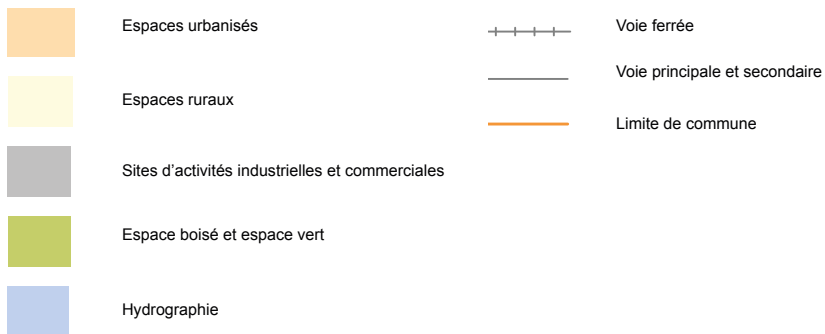 Espaces urbanisés
Espaces ruraux
Sites d'activités industrielles et commerciales
Espace boisé et espace vert
Hydrographie
Voie ferrée
Voie principale et secondaire
Limite de commune